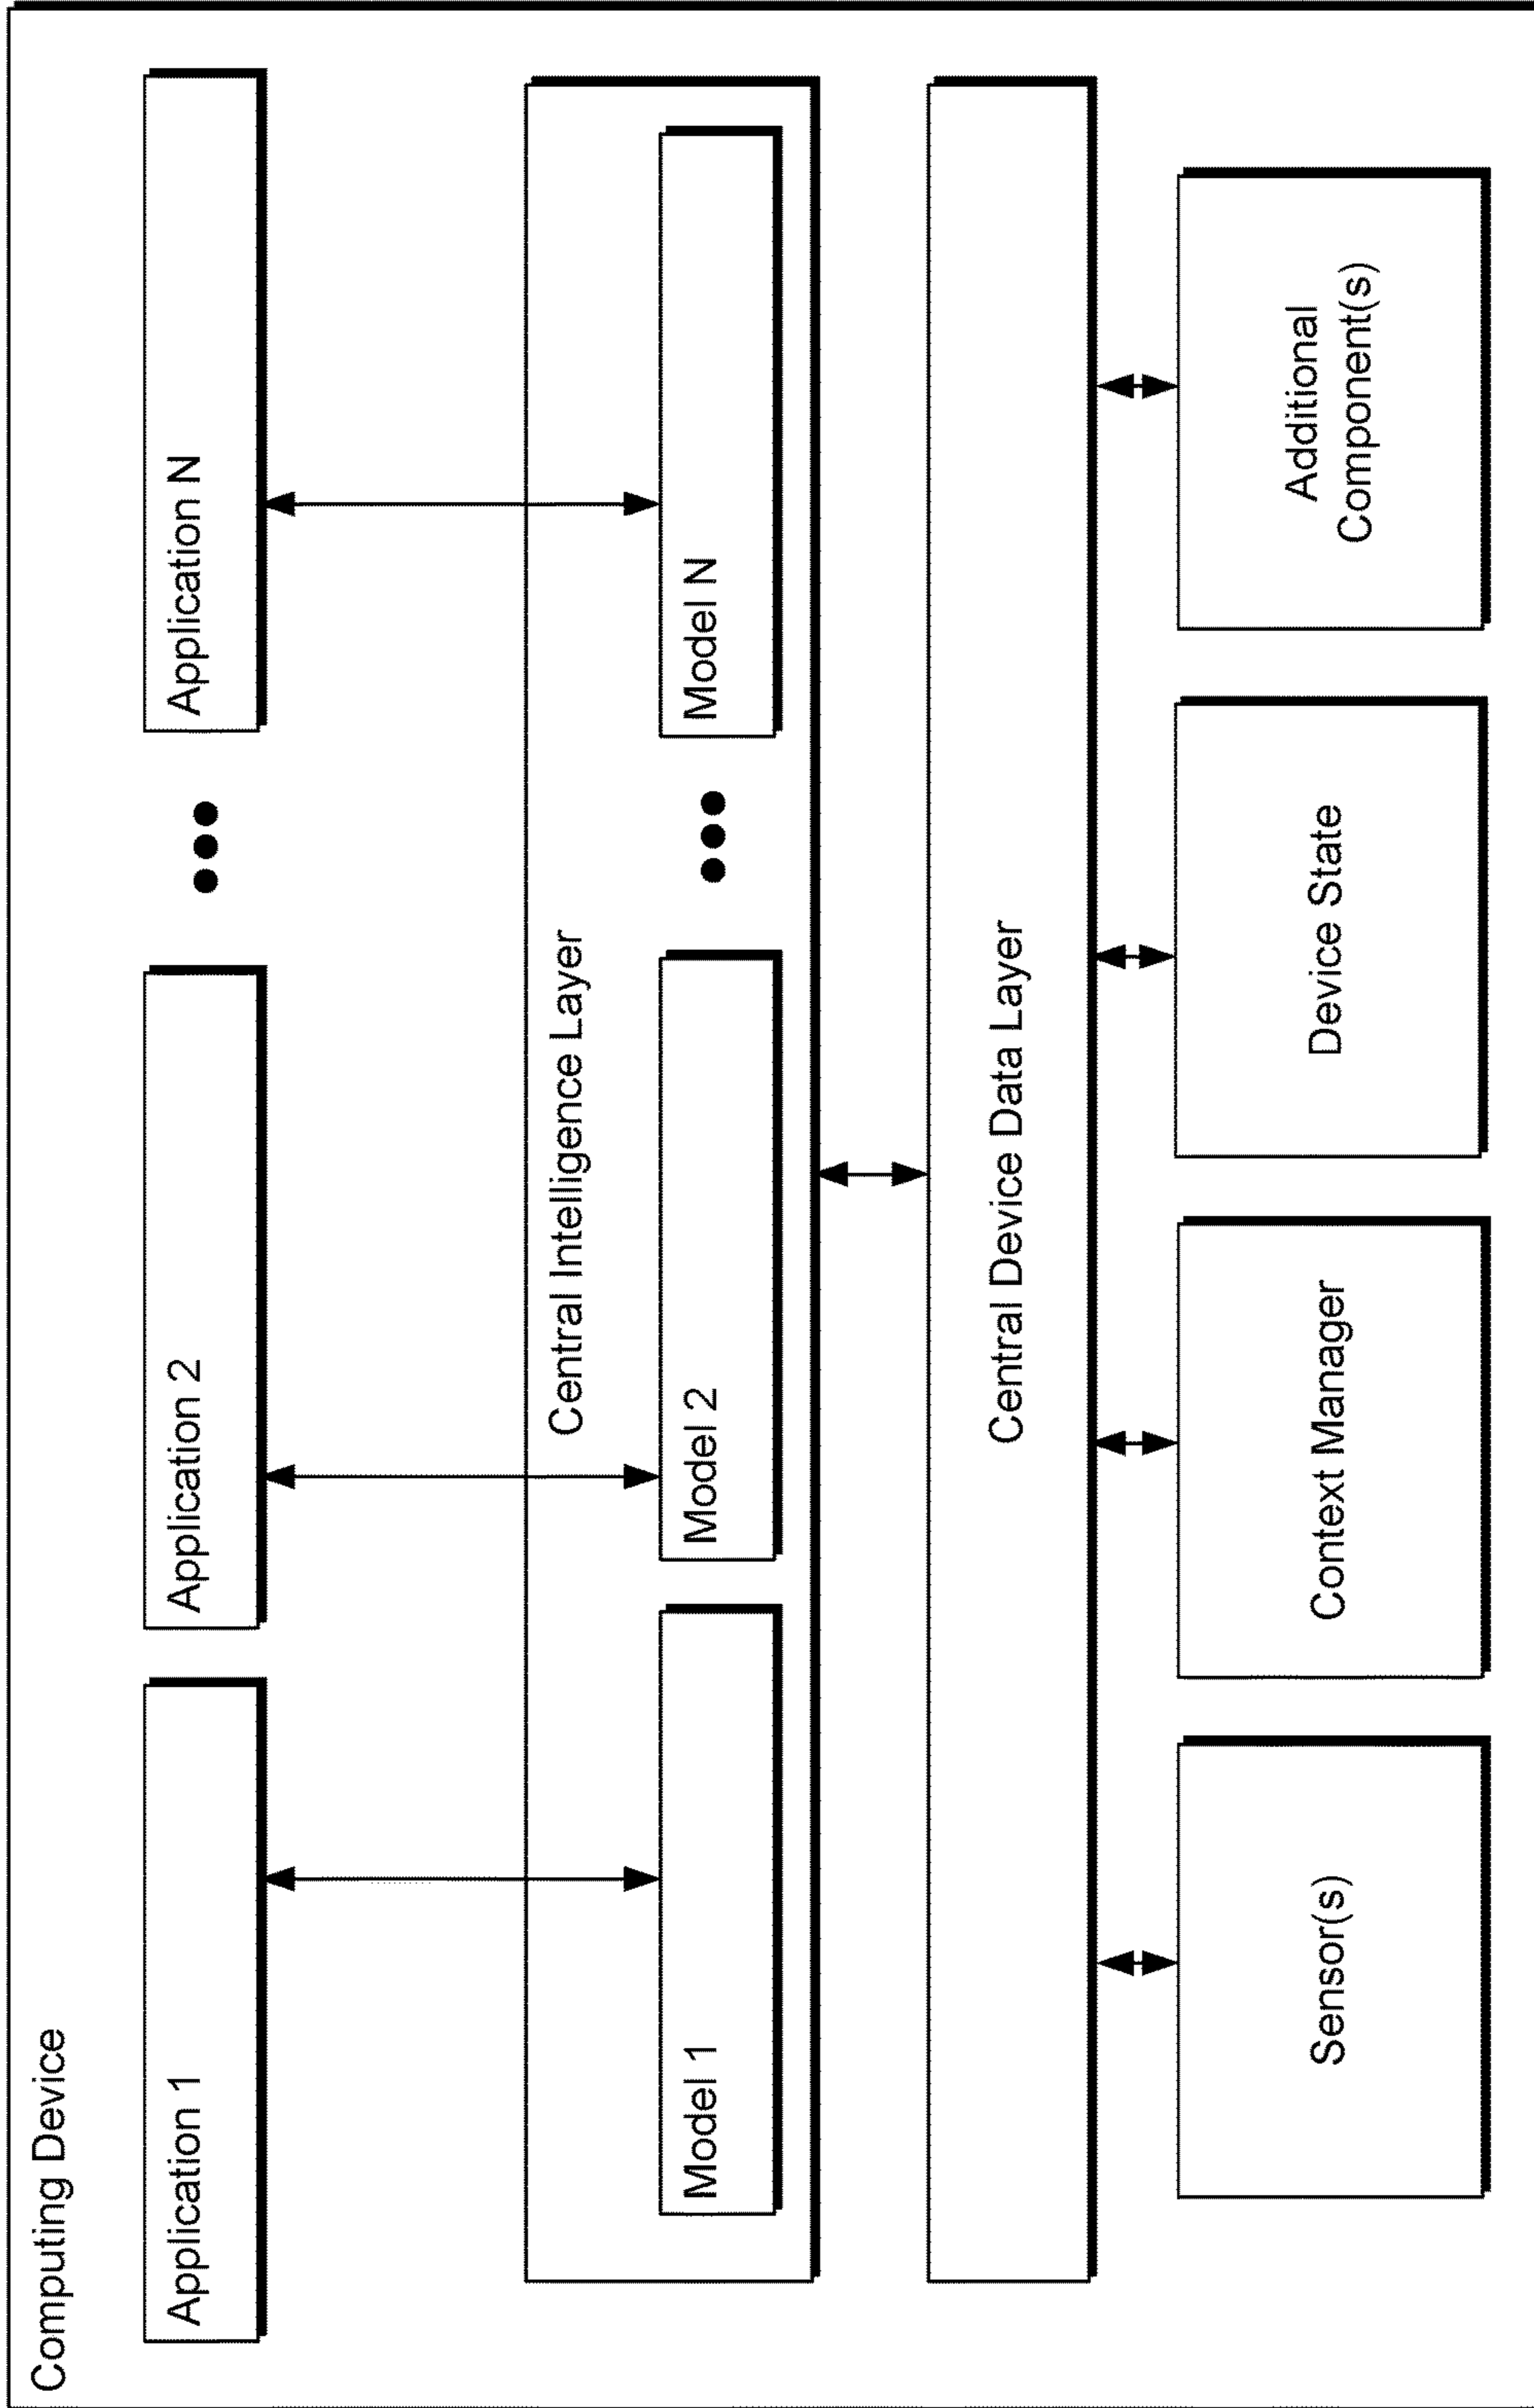 Computing Device
Application 1
Application 2
Application N
Central Intelligence Layer
Model 1
Model 2
Model N
Central Device Data Layer
Sensor(s)
Context Manager
Device State
Additional
Component(s)